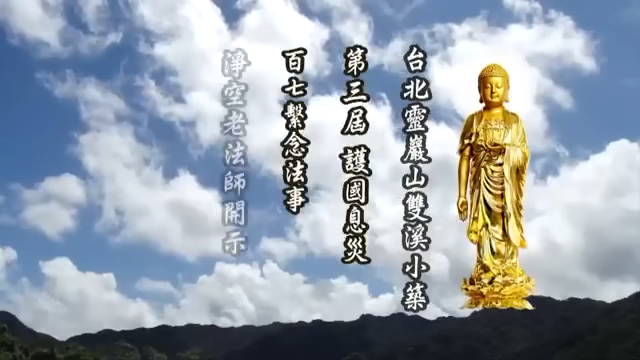 台北靈巖山雙溪小築
第三屆 護國息災
百七繫念法事
淨空老法師開示